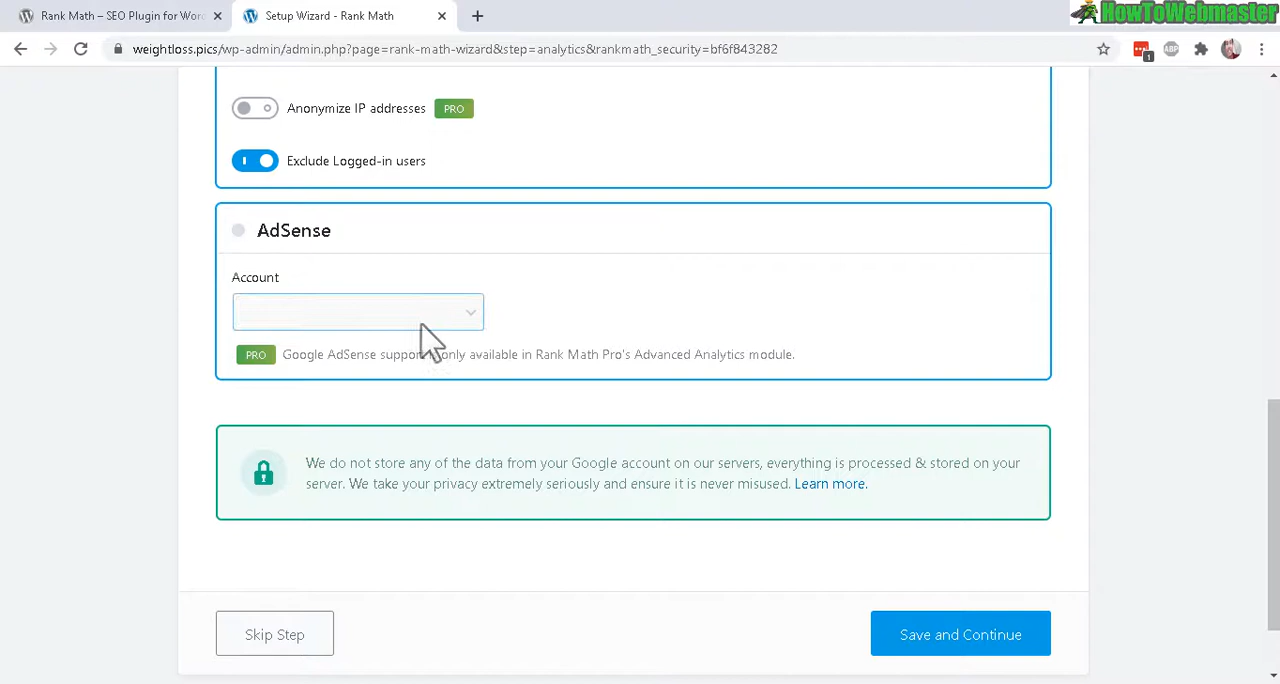 Rank Math – SEO Plugin for Wor
Setup Wizard - Rank Math
HowToWebmaster
weightloss.pics/wp-admin/admin.php?page=rank-math-wizard&step=analytics&rankmath_security=bf6f843282
1
ABP
Anonymize IP addresses PRO
Exclude Logged-in users
AdSense
Account
PRO Google AdSense support only available in Rank Math Pro's Advanced Analytics module.
We do not store any of the data from your Google account on our servers, everything is processed & stored on your
server. We take your privacy extremely seriously and ensure it is never misused. Learn more.
Skip Step
Save and Continue